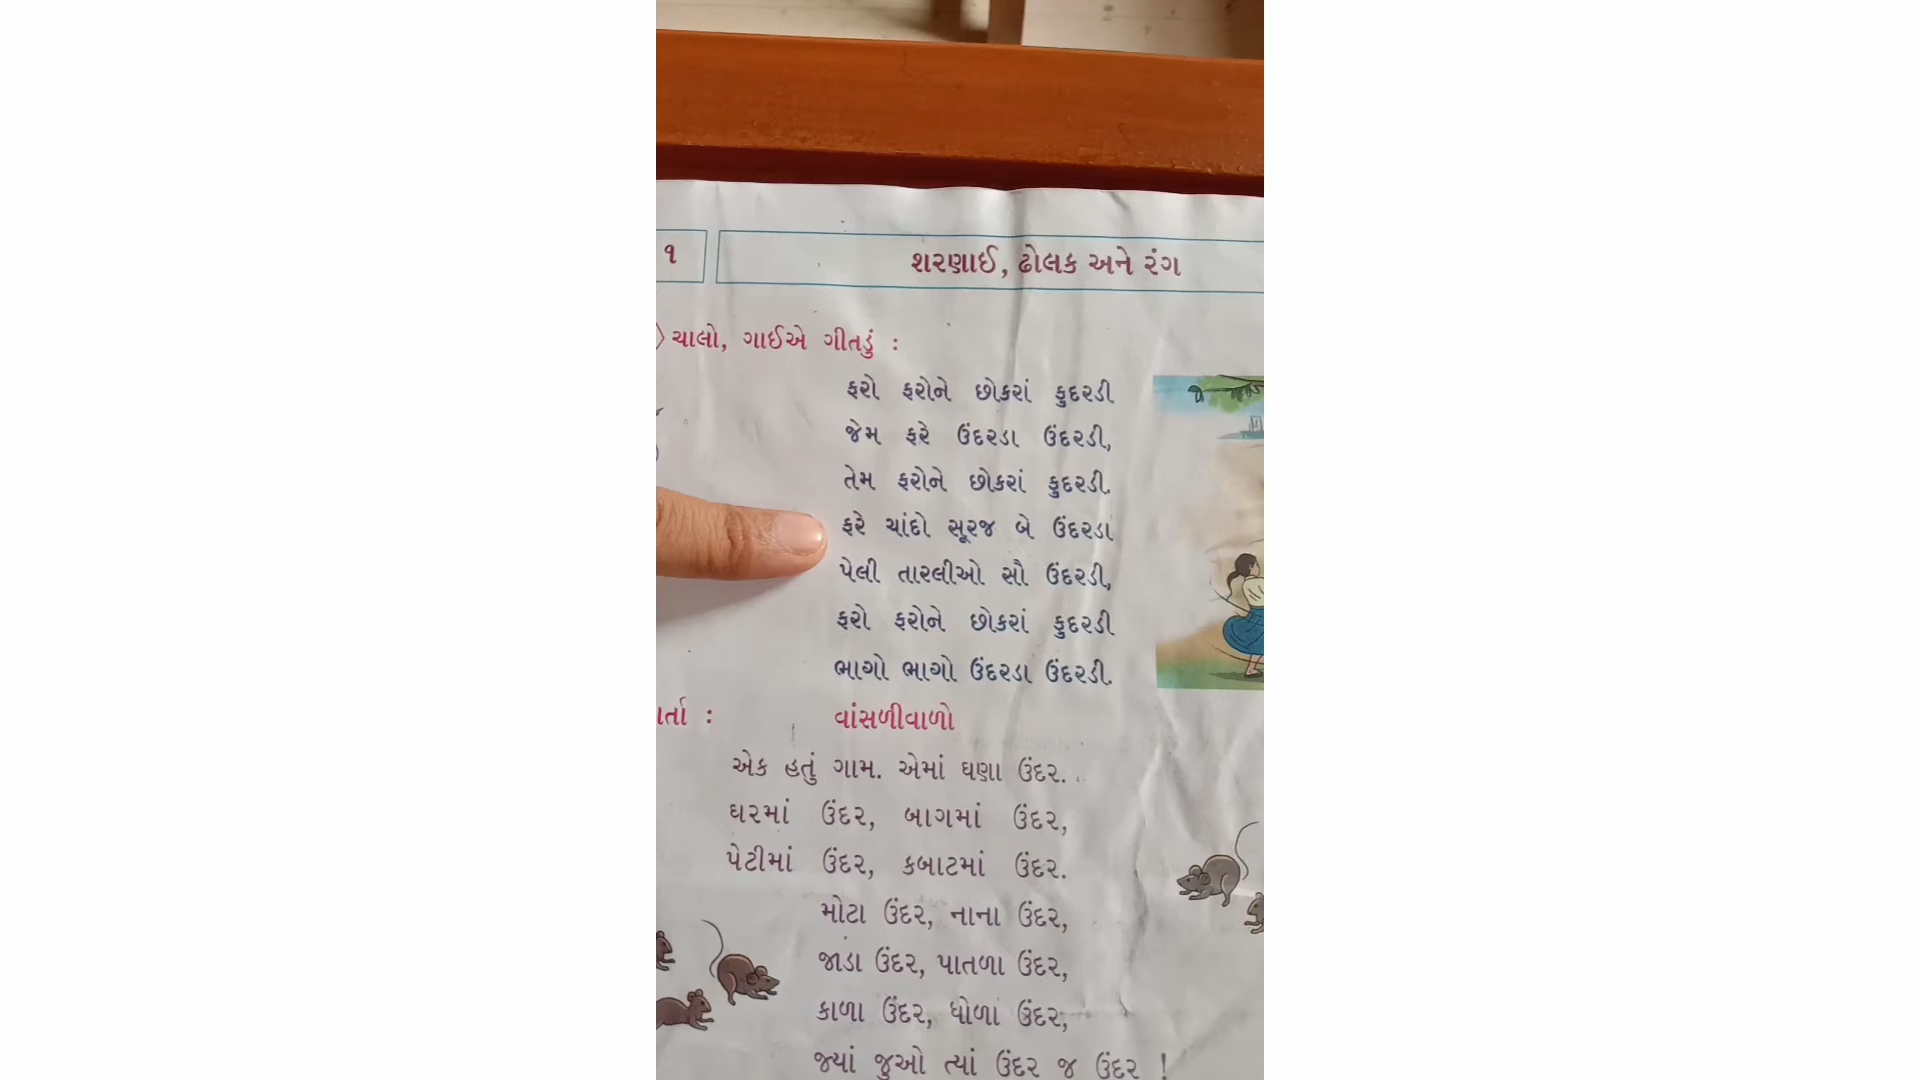 ૧
શરણાઈ, ઢોલક અને રંગ
ચાલો, ગાઈએ ગીતડું :
ફરો ફરોને છોકરાં ફુદરડી
જેમ ફરે ઉંદરડા ઉંદરડી,
તેમ ફરોને છોકરાં ફુદરડી.
ફરે ચાંદો સૂરજ બે ઉંદરડા
પેલી તારલીઓ સૌ ઉંદરડી,
ફરો ફરોને છોકરાં ફુદરડી
ભાગો ભાગો ઉંદરડા ઉંદરડી.
વાંસળીવાળો
એક હતું ગામ. એમાં ઘણા ઉંદર.
ઘરમાં ઉંદર, બાગમાં ઉંદર,
પેટીમાં ઉંદર, કબાટમાં ઉંદર.
મોટા ઉંદર, નાના ઉંદર,
જાડા ઉંદર, પાતળા ઉંદર,
કાળા ઉંદર, ધોળા ઉંદર,
જ્યાં જુઓ ત્યાં ઉંદર જ ઉંદર !